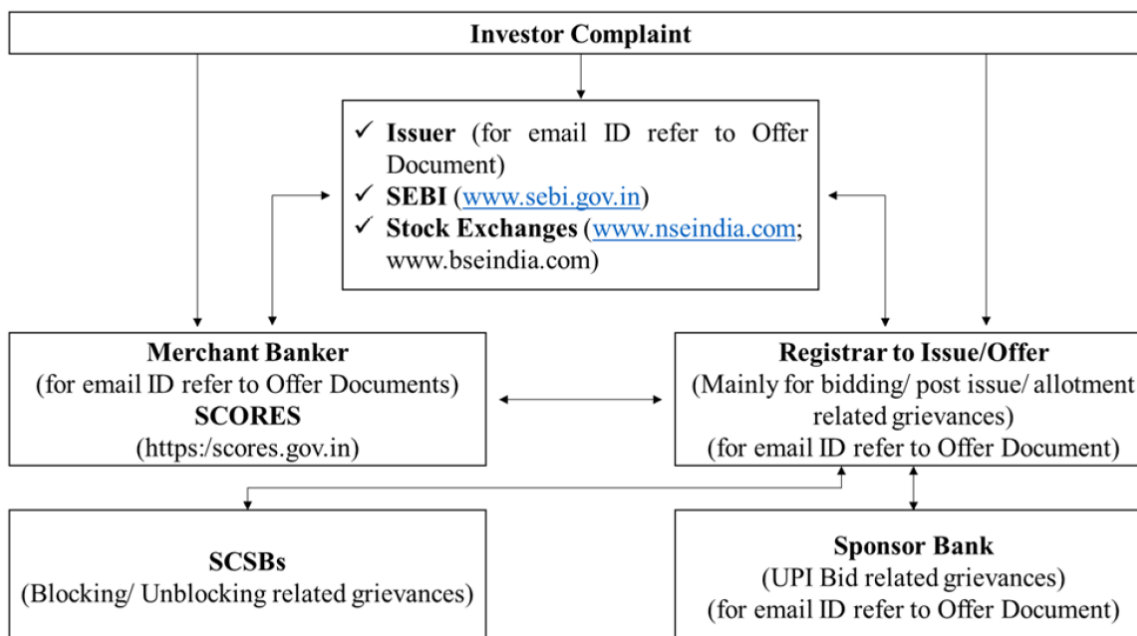 Investor Complaint
✓ Issuer (for email ID refer to Offer
Document)
✓ SEBI (www.sebi.gov.in)
✓ Stock Exchanges (www.nseindia.com;
www.bseindia.com)
Merchant Banker
(for email ID refer to Offer Documents)
SCORES
(https:/scores.gov.in)
Registrar to Issue/Offer
(Mainly for bidding/ post issue/ allotment
related grievances)
(for email ID refer to Offer Document)
SCSBs
(Blocking/ Unblocking related grievances)
Sponsor Bank
(UPI Bid related grievances)
(for email ID refer to Offer Document)